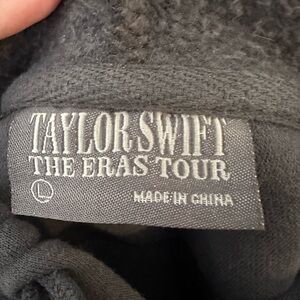 TAYLOR SWIFT
THE ERAS TOUR
L MADE IN CHINA